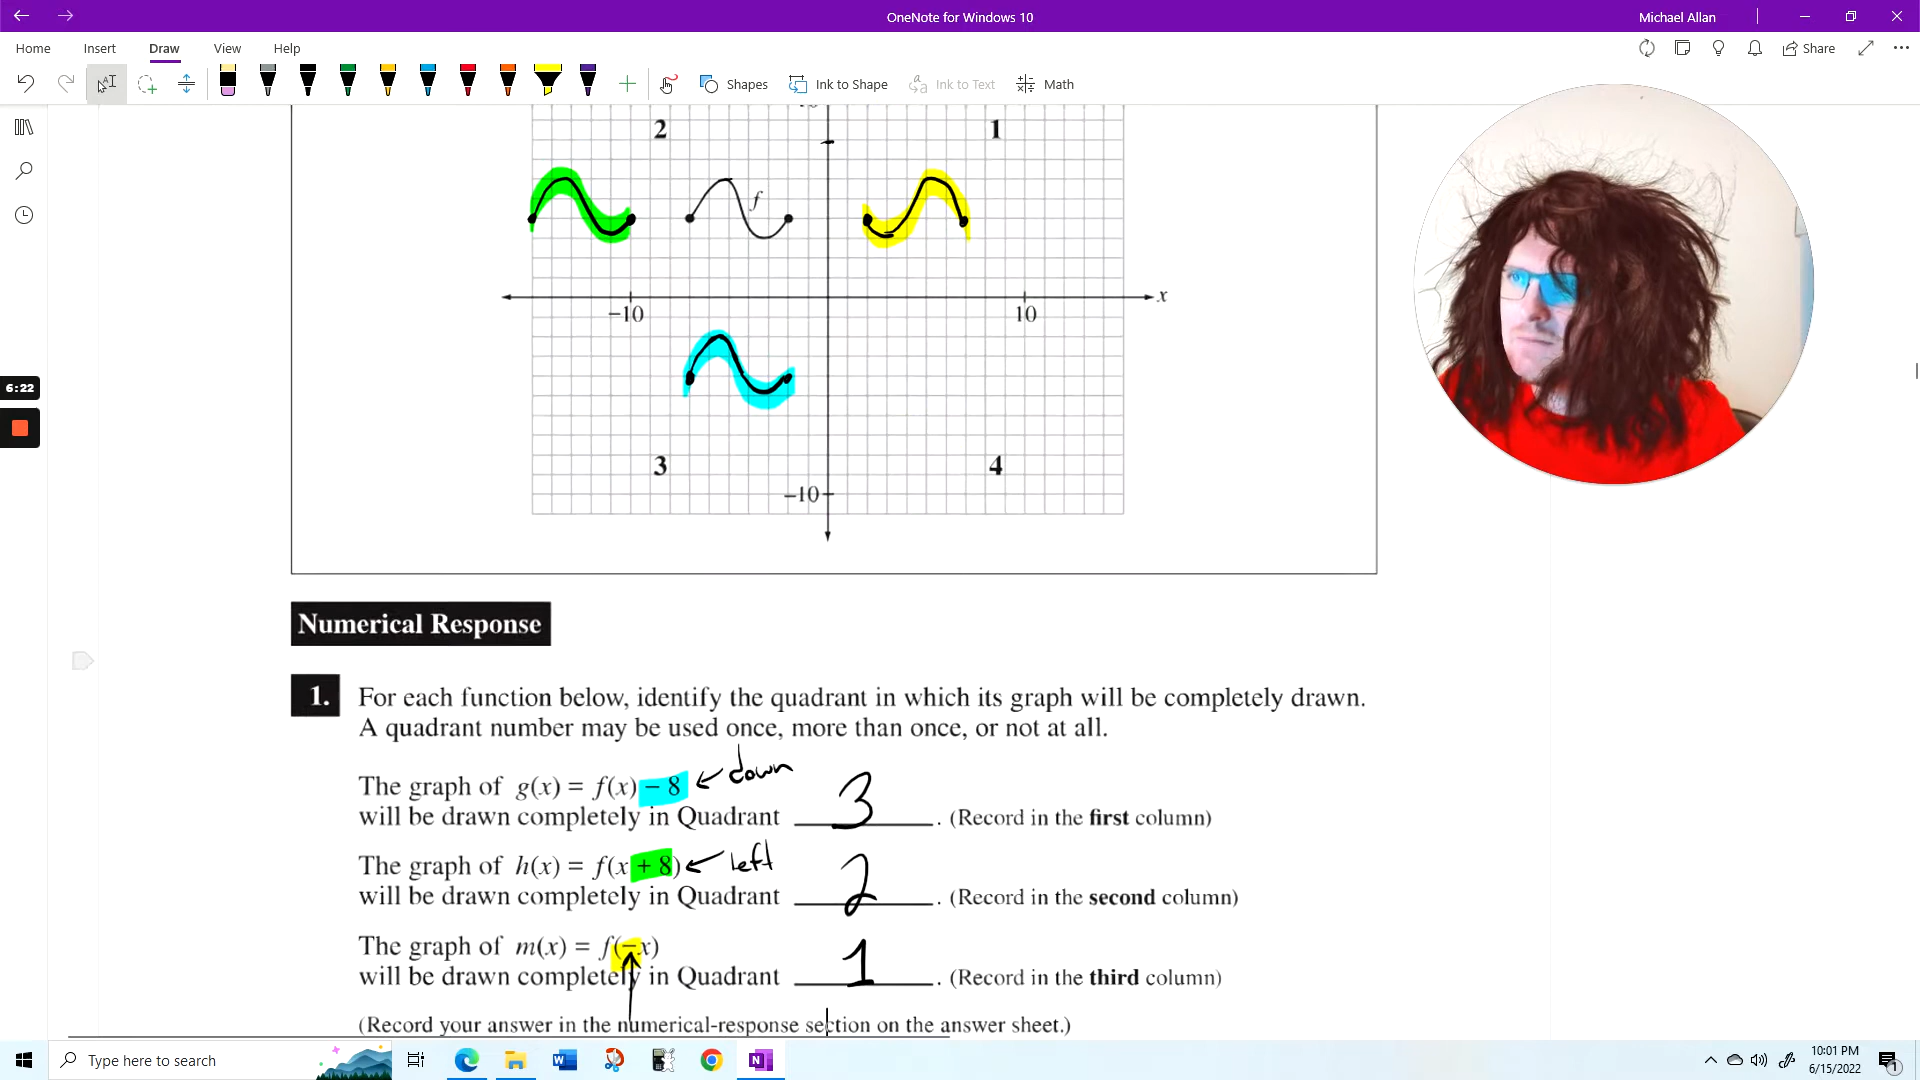 OneNote for Windows 10
Michael Allan
Home Insert Draw View Help
Share
Shapes Ink to Shape Ink to Text Math
2 1
f
x
−10 10
3 4
−10
6:22
Numerical Response
1. For each function below, identify the quadrant in which its graph will be completely drawn.
A quadrant number may be used once, more than once, or not at all.
The graph of g(x) = f(x) − 8 ← down
will be drawn completely in Quadrant 3. (Record in the first column)
The graph of h(x) = f(x + 8) ← left
will be drawn completely in Quadrant 2. (Record in the second column)
The graph of m(x) = f(−x)
will be drawn completely in Quadrant 1. (Record in the third column)
(Record your answer in the numerical-response section on the answer sheet.)
Type here to search
10:01 PM
6/15/2022
1